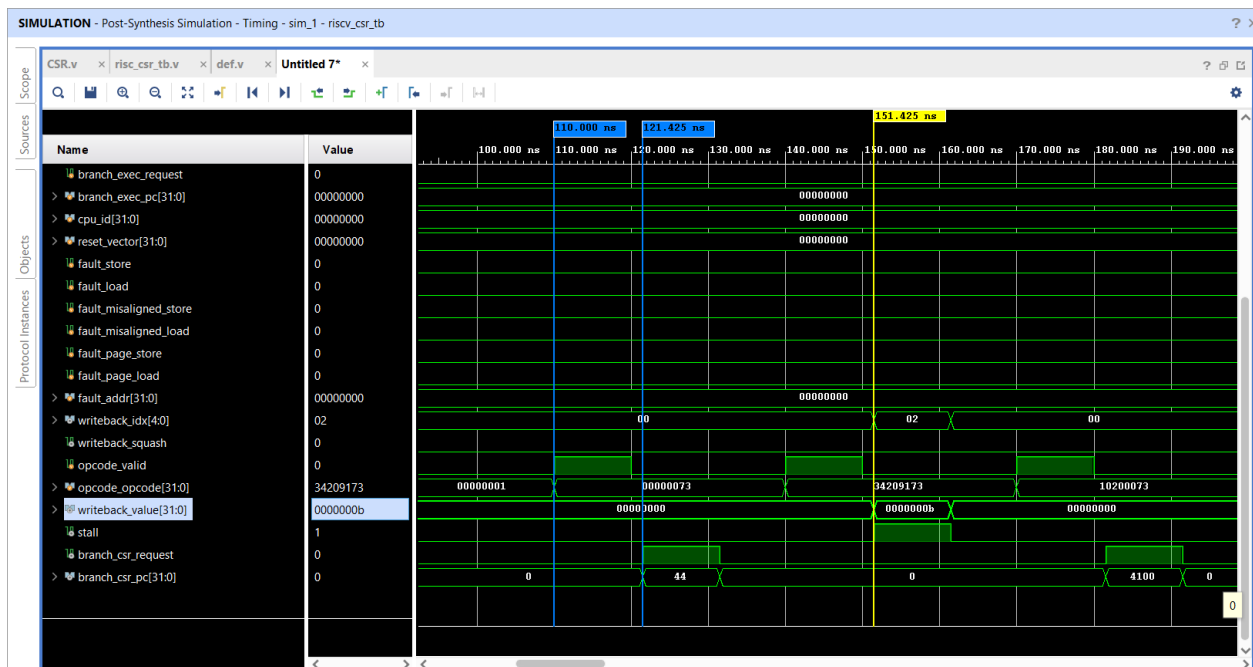 SIMULATION - Post-Synthesis Simulation - Timing - sim_1 - riscv_csr_tb ? ×
Scope
Sources
Objects
Protocol Instances
CSR.v × risc_csr_tb.v × def.v × Untitled 7* ×
?
Name Value
110.000 ns 121.425 ns 151.425 ns
100.000 ns 110.000 ns 120.000 ns 130.000 ns 140.000 ns 150.000 ns 160.000 ns 170.000 ns 180.000 ns 190.000 ns
branch_exec_request 0
branch_exec_pc[31:0] 00000000 00000000
cpu_id[31:0] 00000000 00000000
reset_vector[31:0] 00000000 00000000
fault_store 0
fault_load 0
fault_misaligned_store 0
fault_misaligned_load 0
fault_page_store 0
fault_page_load 0
fault_addr[31:0] 00000000 00000000
writeback_idx[4:0] 02 00 02 00
writeback_squash 0
opcode_valid 0
opcode_opcode[31:0] 34209173 00000001 00000073 34209173 10200073
writeback_value[31:0] 0000000b 00000000 0000000b 00000000
stall 1
branch_csr_request 0
branch_csr_pc[31:0] 0 0 44 0 4100 0
0